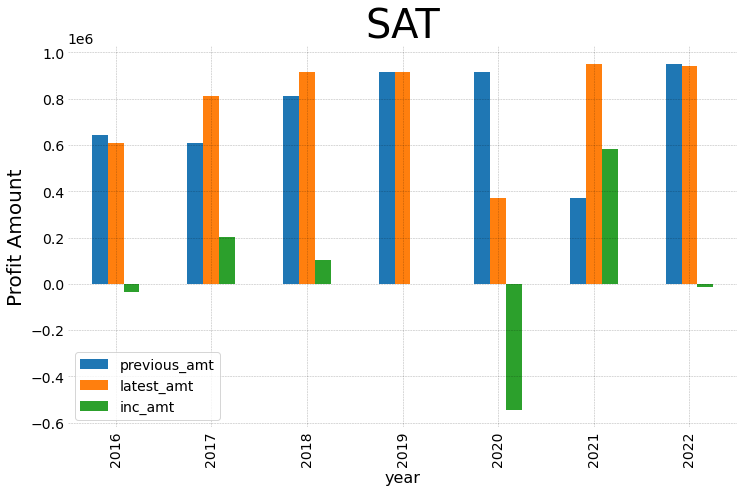 SAT
1e6
1.0
0.8
0.6
0.4
0.2
0.0
−0.2
−0.4
−0.6
Profit Amount
previous_amt
latest_amt
inc_amt
2016
2017
2018
2019
2020
2021
2022
year